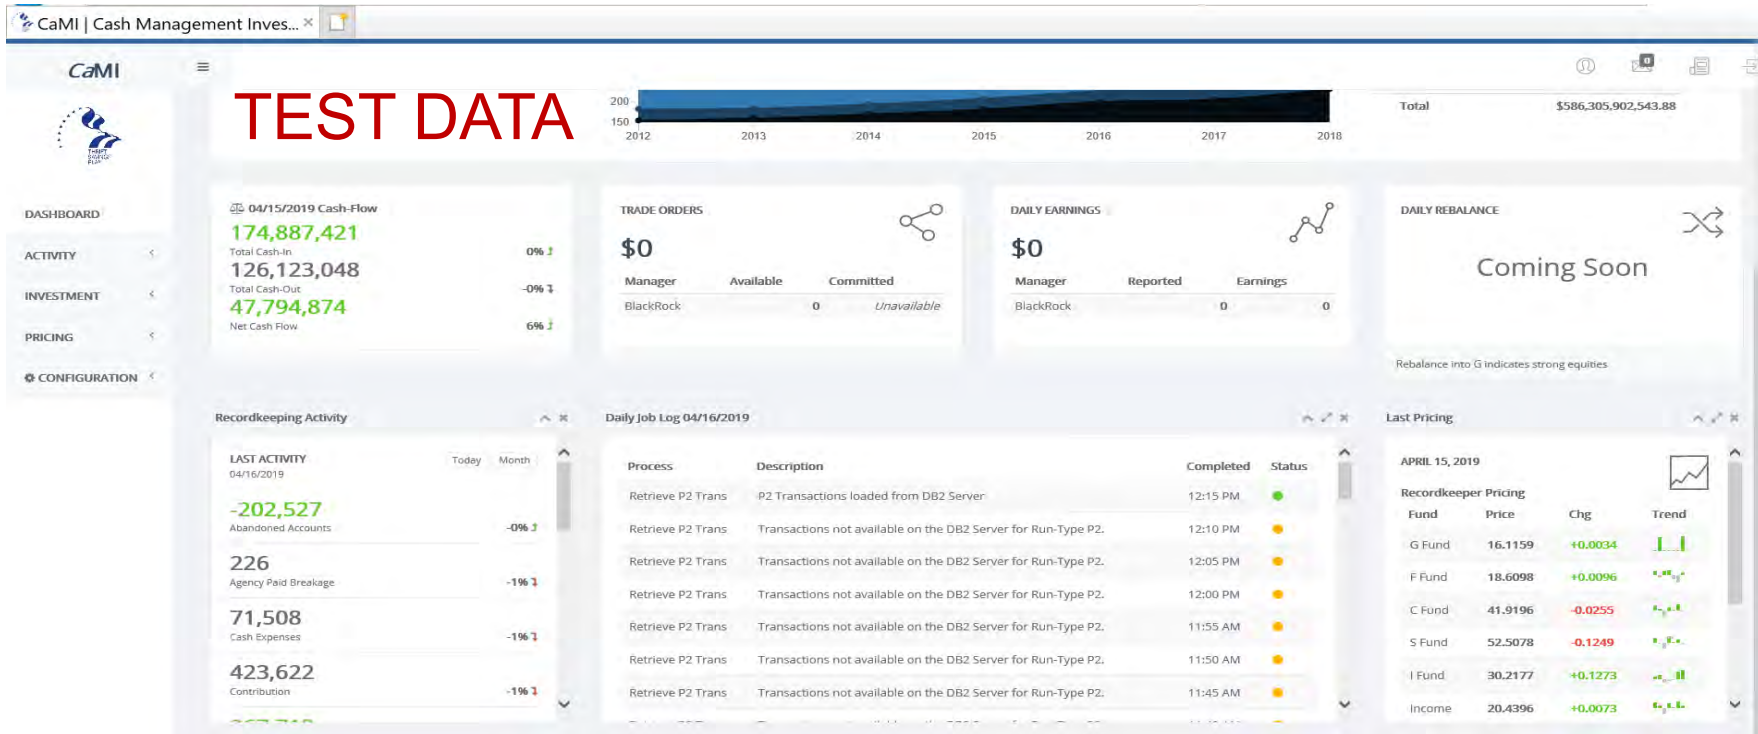 CaMI | Cash Management Inves... ×
CaMI
0
THRIFT
SAVINGS
PLAN
TEST DATA
200
150
2012 2013 2014 2015 2016 2017 2018
Total $586,305,902,543.88
DASHBOARD
ACTIVITY
INVESTMENT
PRICING
CONFIGURATION
04/15/2019 Cash-Flow
174,887,421
Total Cash-In 0%
126,123,048
Total Cash-Out -0%
47,794,874
Net Cash Flow 6%
TRADE ORDERS
$0
Manager Available Committed
BlackRock 0 Unavailable
DAILY EARNINGS
$0
Manager Reported Earnings
BlackRock 0 0
DAILY REBALANCE
Coming Soon
Rebalance into G indicates strong equities
Recordkeeping Activity
LAST ACTIVITY Today Month
04/16/2019
-202,527
Abandoned Accounts -0%
226
Agency Paid Breakage -1%
71,508
Cash Expenses -1%
423,622
Contribution -1%
Daily Job Log 04/16/2019
Process Description Completed Status
Retrieve P2 Trans P2 Transactions loaded from DB2 Server 12:15 PM
Retrieve P2 Trans Transactions not available on the DB2 Server for Run-Type P2. 12:10 PM
Retrieve P2 Trans Transactions not available on the DB2 Server for Run-Type P2. 12:05 PM
Retrieve P2 Trans Transactions not available on the DB2 Server for Run-Type P2. 12:00 PM
Retrieve P2 Trans Transactions not available on the DB2 Server for Run-Type P2. 11:55 AM
Retrieve P2 Trans Transactions not available on the DB2 Server for Run-Type P2. 11:50 AM
Retrieve P2 Trans Transactions not available on the DB2 Server for Run-Type P2. 11:45 AM
Last Pricing
APRIL 15, 2019
Recordkeeper Pricing
Fund Price Chg Trend
G Fund 16.1159 +0.0034
F Fund 18.6098 +0.0096
C Fund 41.9196 -0.0255
S Fund 52.5078 -0.1249
I Fund 30.2177 +0.1273
Income 20.4396 +0.0073